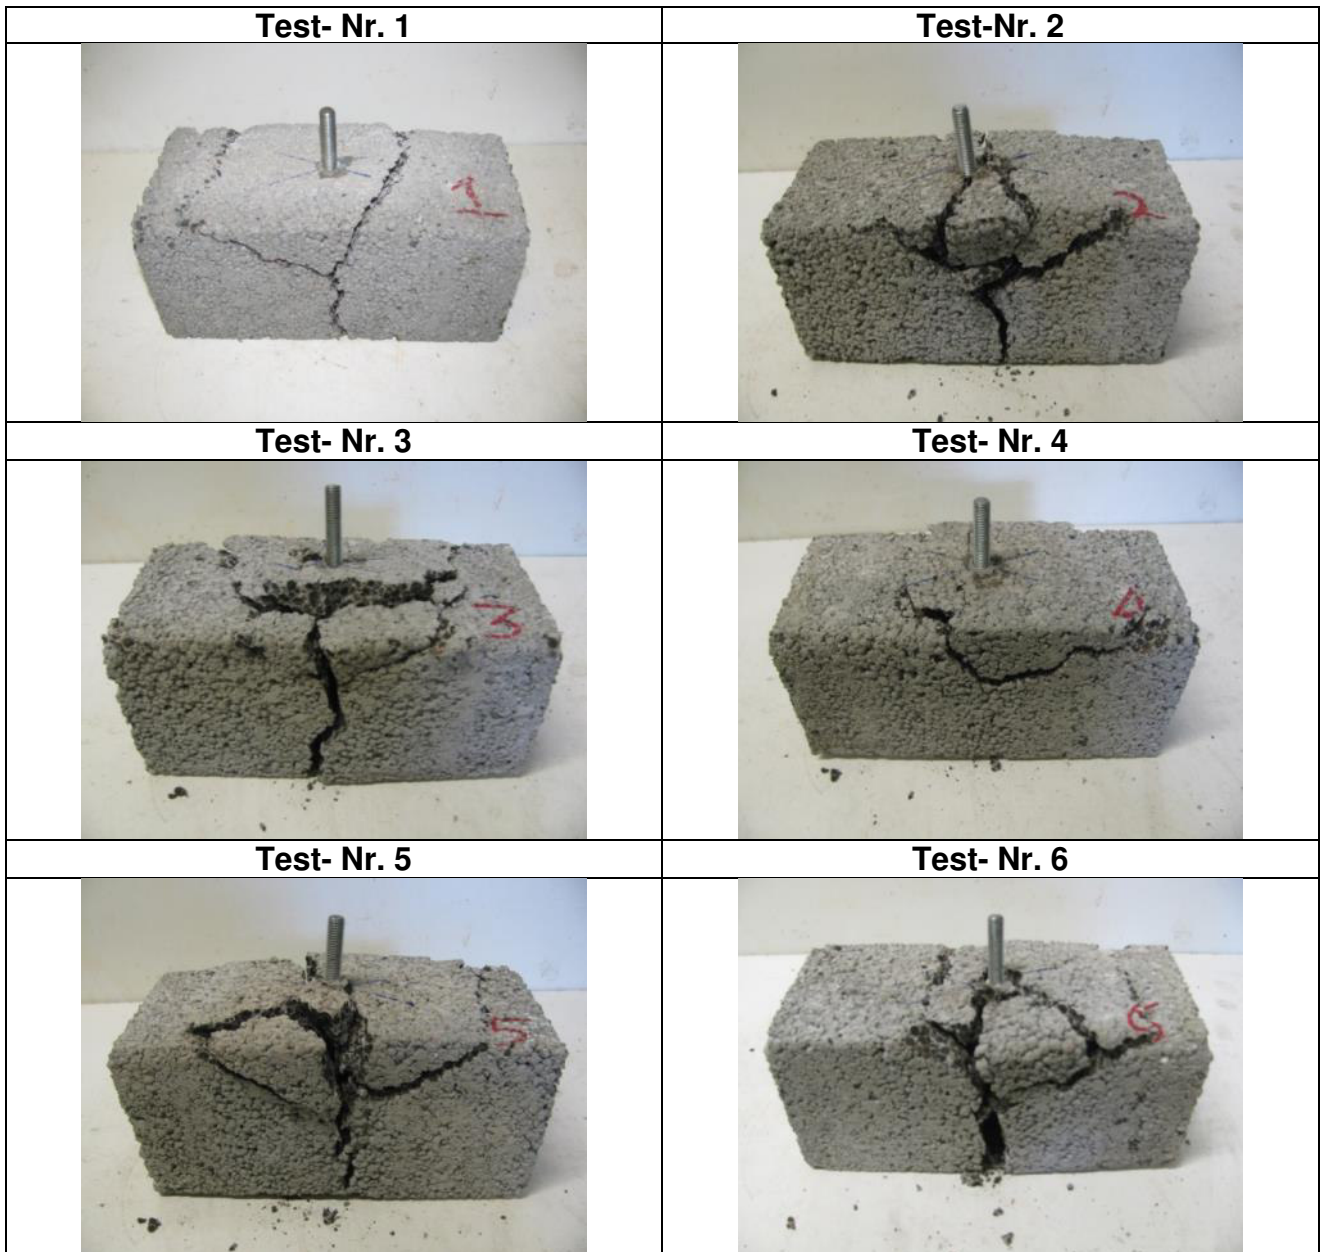 Test- Nr. 1
Test-Nr. 2
1
2
Test- Nr. 3
Test- Nr. 4
3
4
Test- Nr. 5
Test- Nr. 6
5